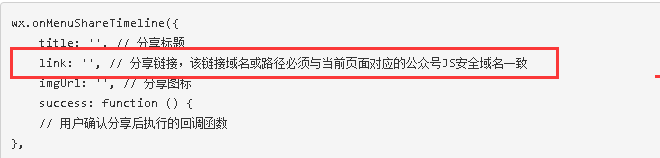 wx.onMenuShareTimeline({
title: '', // 分享标题
link: '', // 分享链接，该链接域名或路径必须与当前页面对应的公众号JS安全域名一致
imgUrl: '', // 分享图标
success: function () {
// 用户确认分享后执行的回调函数
},